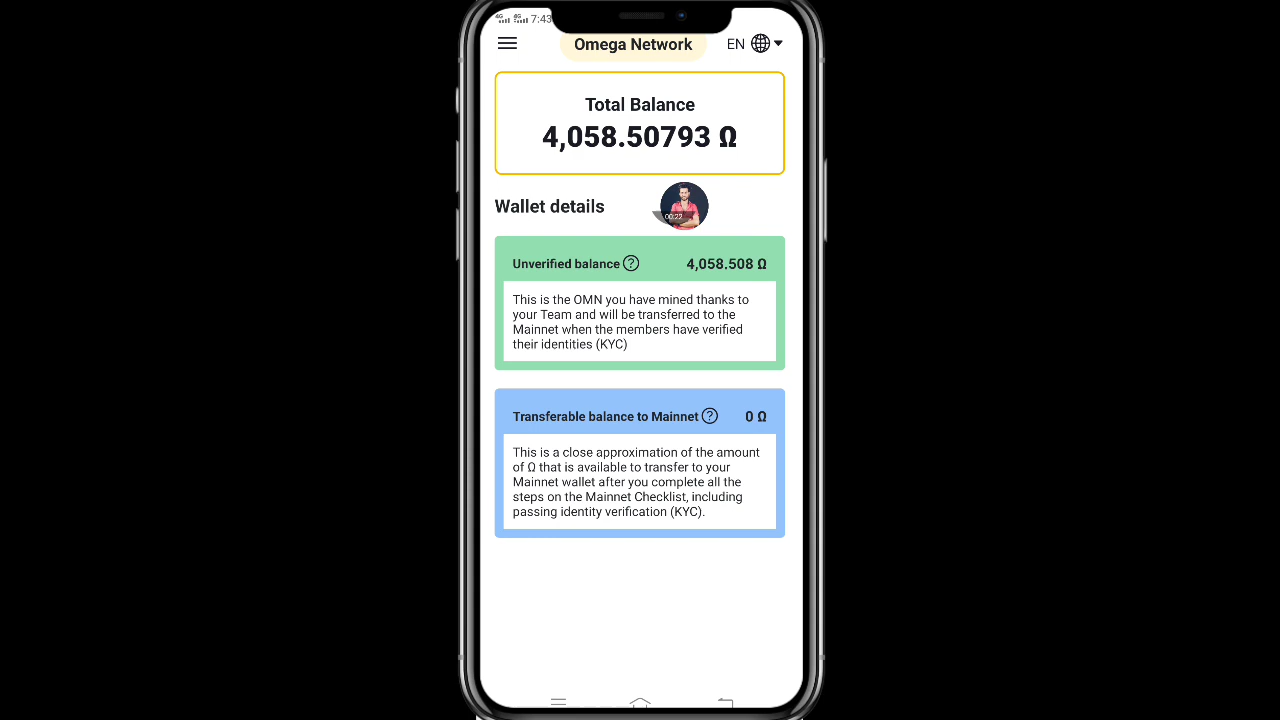 4G 4G 7:43
Omega Network
EN
Total Balance
4,058.50793 Ω
Wallet details
00:22
Unverified balance ? 4,058.508 Ω
This is the OMN you have mined thanks to
your Team and will be transferred to the
Mainnet when the members have verified
their identities (KYC)
Transferable balance to Mainnet ? 0 Ω
This is a close approximation of the amount
of Ω that is available to transfer to your
Mainnet wallet after you complete all the
steps on the Mainnet Checklist, including
passing identity verification (KYC).